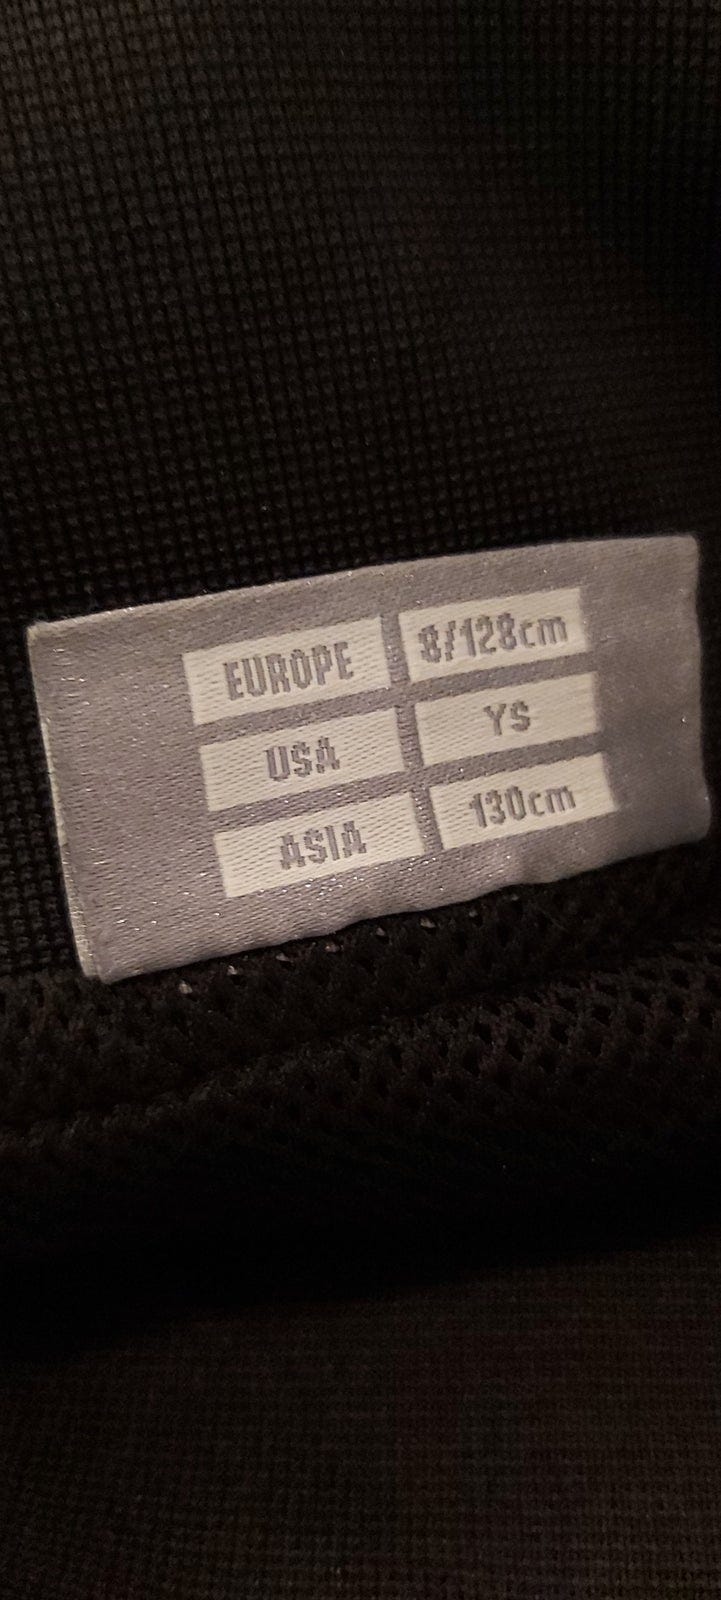 EUROPE 8/128cm
USA YS
ASIA 130cm